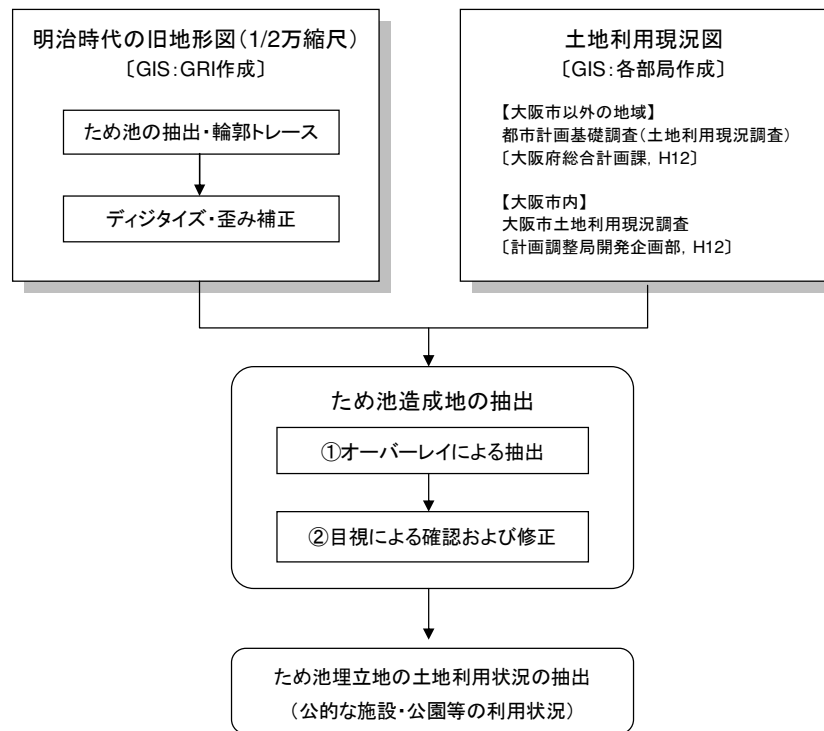 明治時代の旧地形図(1/2万縮尺)
〔GIS:GRI作成〕
ため池の抽出・輪郭トレース
ディジタイズ・歪み補正
土地利用現況図
〔GIS:各部局作成〕
【大阪市以外の地域】
都市計画基礎調査(土地利用現況調査)
〔大阪府総合計画課, H12〕
【大阪市内】
大阪市土地利用現況調査
〔計画調整局開発企画部, H12〕
ため池造成地の抽出
①オーバーレイによる抽出
②目視による確認および修正
ため池埋立地の土地利用状況の抽出
(公的な施設・公園等の利用状況)